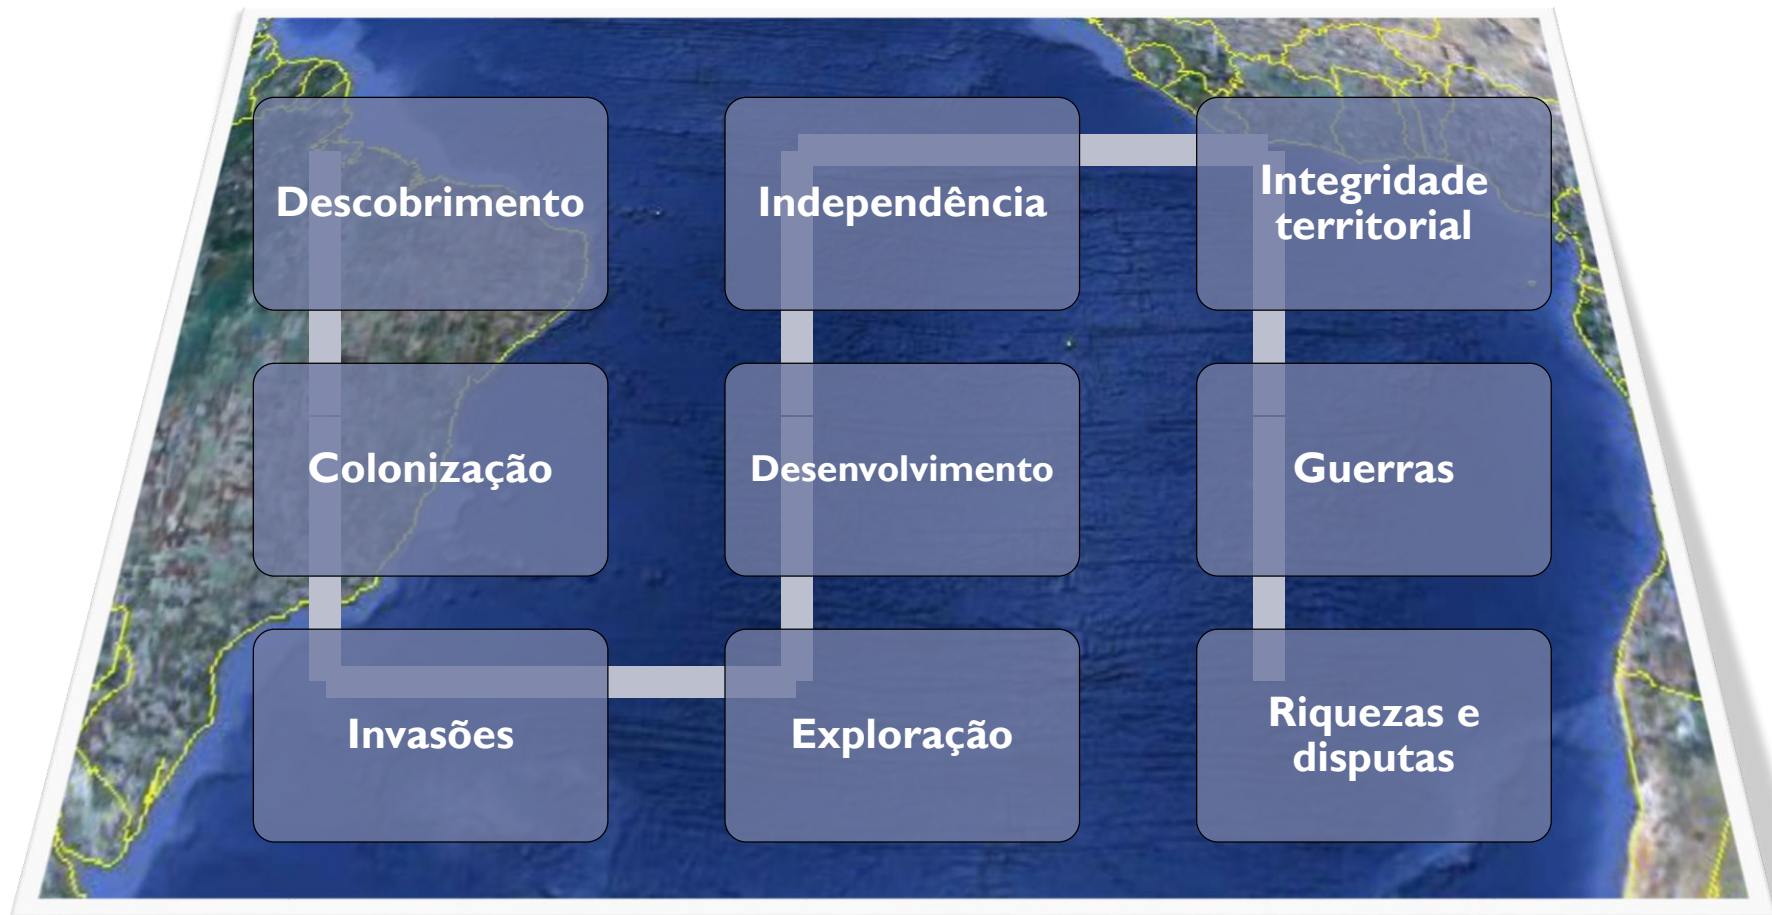 Descobrimento
Colonização
Invasões
Exploração
Desenvolvimento
Independência
Integridade
territorial
Guerras
Riquezas e
disputas